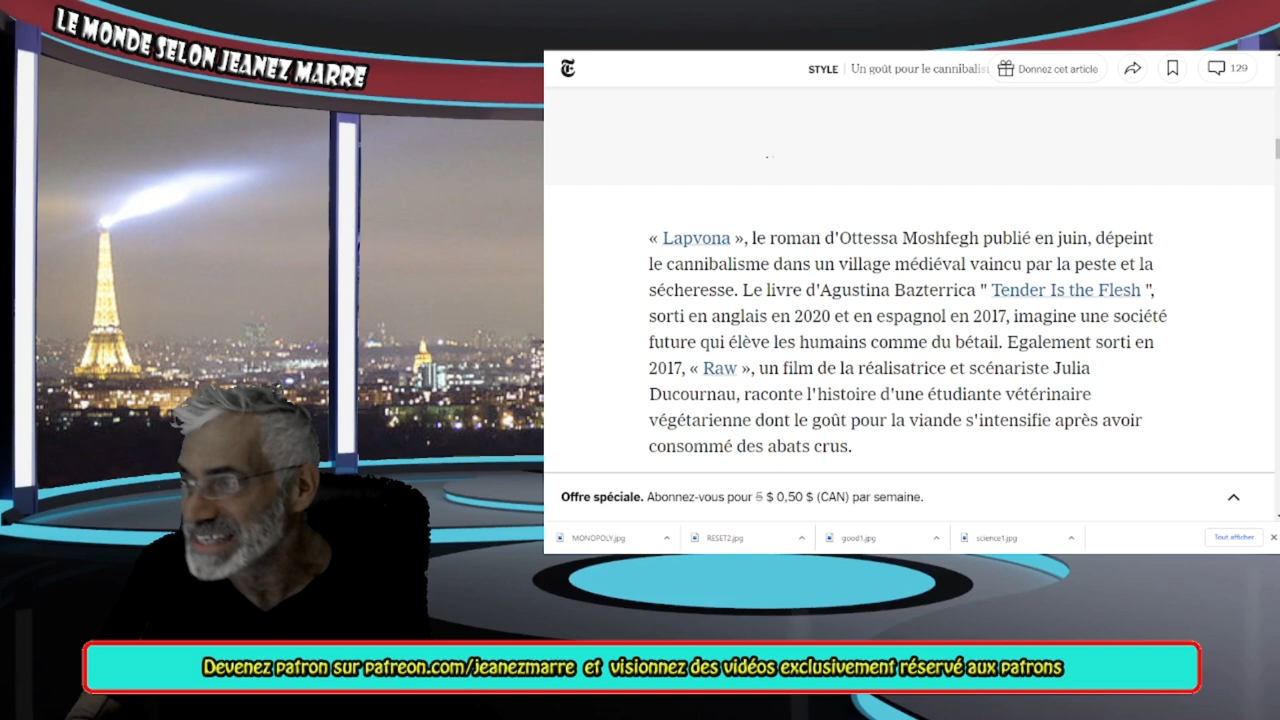 LE MONDE SELON JEANEZ MARRE
STYLE Un goût pour le cannibalis Donnez cet article 129
« Lapvona », le roman d'Ottessa Moshfegh publié en juin, dépeint
le cannibalisme dans un village médiéval vaincu par la peste et la
sécheresse. Le livre d'Agustina Bazterrica " Tender Is the Flesh ",
sorti en anglais en 2020 et en espagnol en 2017, imagine une société
future qui élève les humains comme du bétail. Egalement sorti en
2017, « Raw », un film de la réalisatrice et scénariste Julia
Ducournau, raconte l'histoire d'une étudiante vétérinaire
végétarienne dont le goût pour la viande s'intensifie après avoir
consommé des abats crus.
Offre spéciale. Abonnez-vous pour 5 $ 0,50 $ (CAN) par semaine.
MONOPOLY.jpg RESET2.jpg good1.jpg science1.jpg Tout afficher
Devenez patron sur patreon.com/jeanezmarre et visionnez des vidéos exclusivement réservé aux patrons